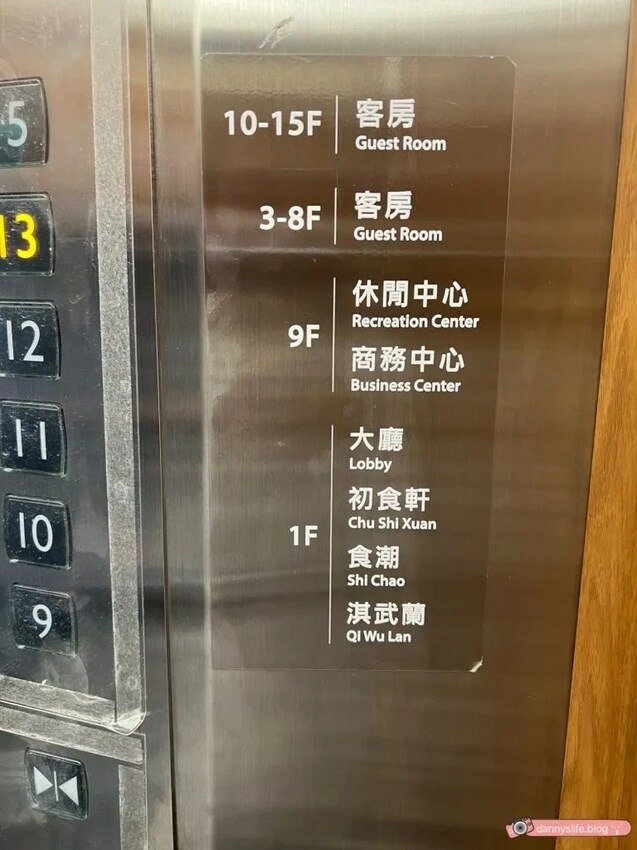 5
13
12
11
10
9
10-15F
客房
Guest Room
3-8F
客房
Guest Room
9F
休閒中心
Recreation Center
商務中心
Business Center
1F
大廳
Lobby
初食軒
Chu Shi Xuan
食潮
Shi Chao
淇武蘭
Qi Wu Lan
dannyslife.blog